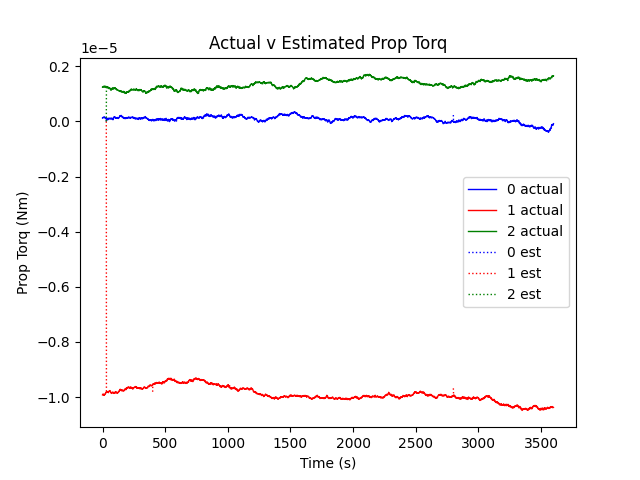 Actual v Estimated Prop Torq
1e−5
0.2
0.0
−0.2
−0.4
−0.6
−0.8
−1.0
Prop Torq (Nm)
0 actual
1 actual
2 actual
0 est
1 est
2 est
0 500 1000 1500 2000 2500 3000 3500
Time (s)